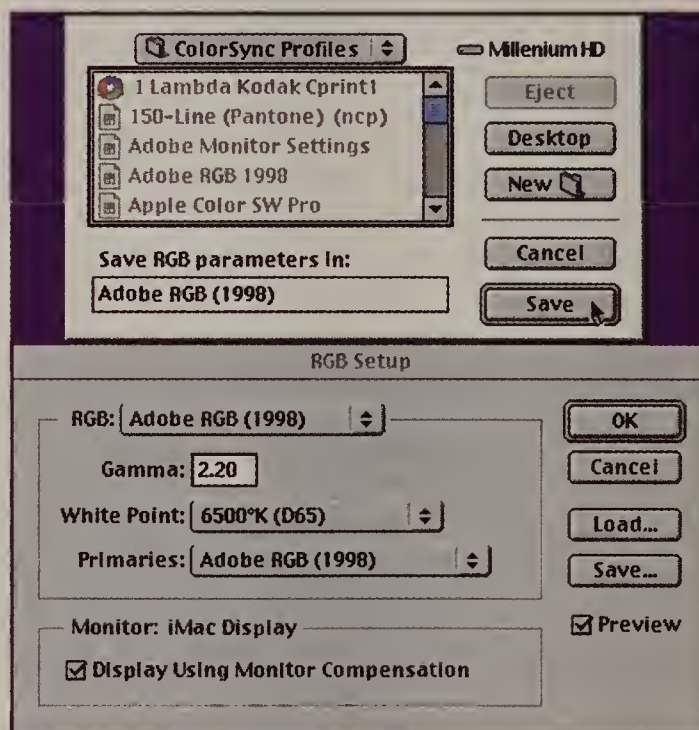 ColorSync Profiles
Millenium HD
1 Lambda Kodak Cprint1
150-Line (Pantone) (ncp)
Adobe Monitor Settings
Adobe RGB 1998
Apple Color SW Pro
Eject
Desktop
New
Save RGB parameters in:
Adobe RGB (1998)
Cancel
Save
RGB Setup
RGB: Adobe RGB (1998)
Gamma: 2.20
White Point: 6500°K (D65)
Primaries: Adobe RGB (1998)
OK
Cancel
Load...
Save...
Preview
Monitor: iMac Display
Display Using Monitor Compensation